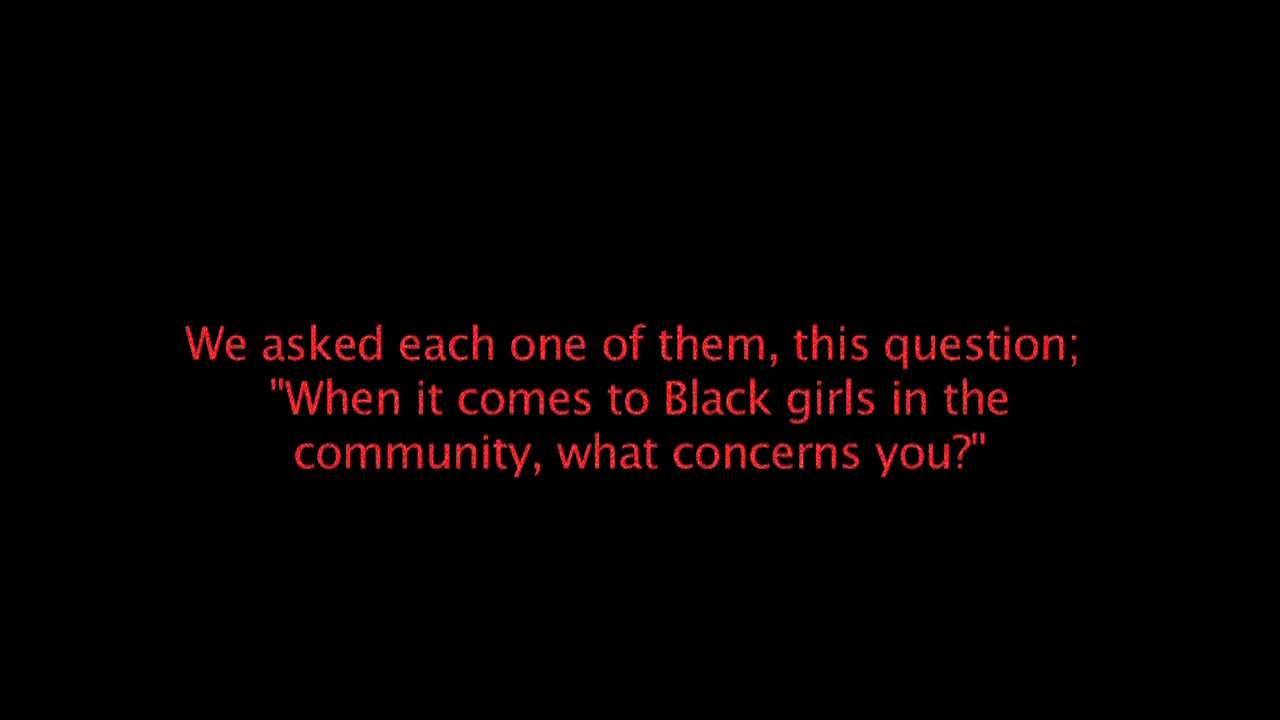 We asked each one of them, this question;
"When it comes to Black girls in the
community, what concerns you?"